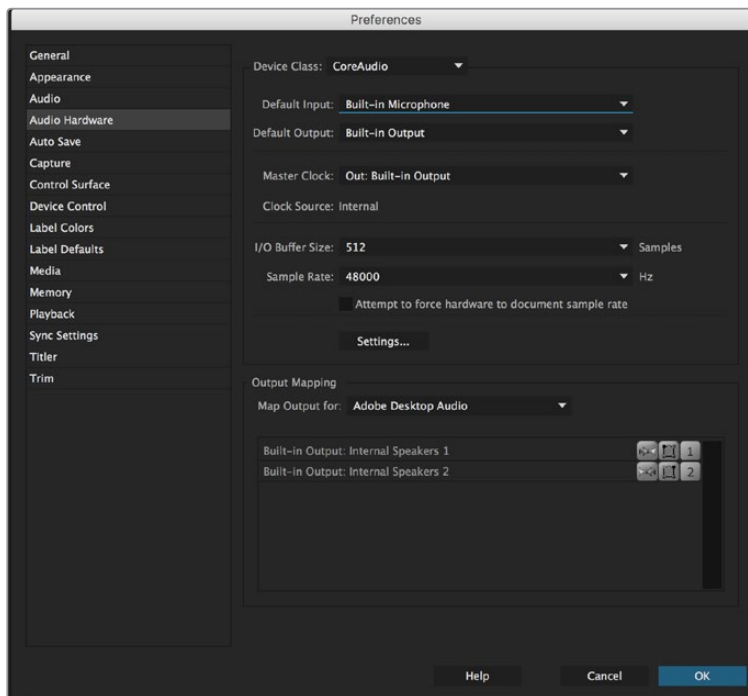 Preferences
General
Appearance
Audio
Audio Hardware
Auto Save
Capture
Control Surface
Device Control
Label Colors
Label Defaults
Media
Memory
Playback
Sync Settings
Titler
Trim
Device Class: CoreAudio
Default Input: Built-in Microphone
Default Output: Built-in Output
Master Clock: Out: Built-in Output
Clock Source: Internal
I/O Buffer Size: 512 Samples
Sample Rate: 48000 Hz
Attempt to force hardware to document sample rate
Settings...
Output Mapping
Map Output for: Adobe Desktop Audio
Built-in Output: Internal Speakers 1 1
Built-in Output: Internal Speakers 2 2
Help Cancel OK